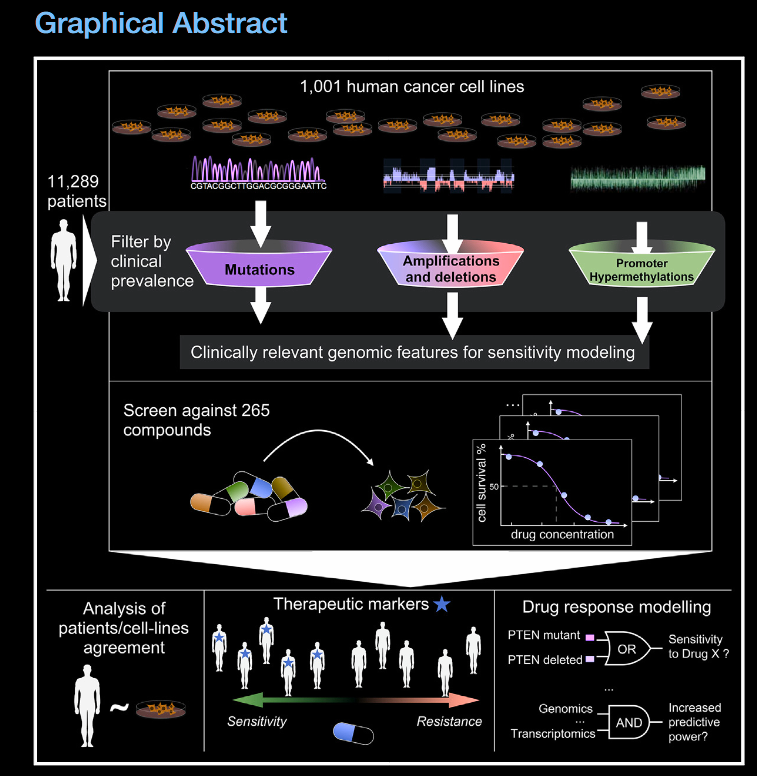 Graphical Abstract
1,001 human cancer cell lines
11,289
patients
CGTACGGCTTGGACGCGGGAATTC
Filter by
clinical
prevalence
Mutations
Amplifications
and deletions
Promoter
Hypermethylations
Clinically relevant genomic features for sensitivity modeling
Screen against 265
compounds
...
%
cell survival %
50
drug concentration
Analysis of
patients/cell-lines
agreement
~
Therapeutic markers
Sensitivity
Resistance
Drug response modelling
PTEN mutant
PTEN deleted
OR
Sensitivity
to Drug X ?
...
Genomics
...
Transcriptomics
AND
Increased
predictive
power?